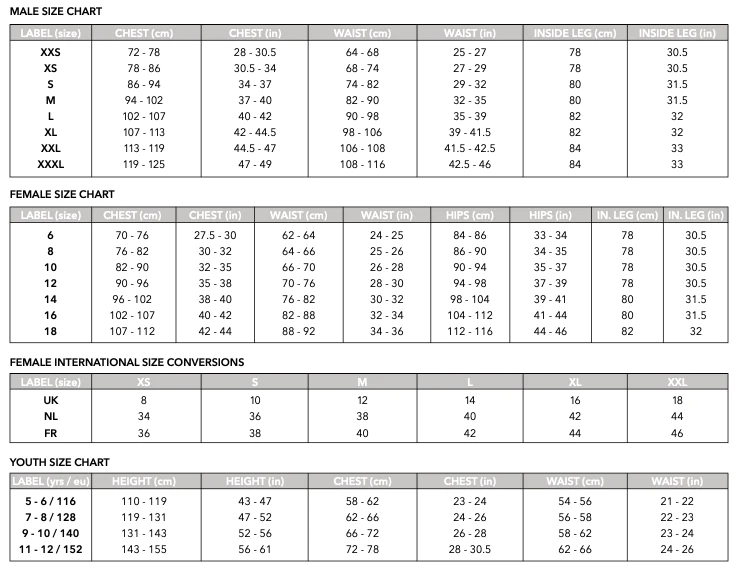 MALE SIZE CHART
LABEL (size) CHEST (cm) CHEST (in) WAIST (cm) WAIST (in) INSIDE LEG (cm) INSIDE LEG (in)
XXS 72 - 78 28 - 30.5 64 - 68 25 - 27 78 30.5
XS 78 - 86 30.5 - 34 68 - 74 27 - 29 78 30.5
S 86 - 94 34 - 37 74 - 82 29 - 32 80 31.5
M 94 - 102 37 - 40 82 - 90 32 - 35 80 31.5
L 102 - 107 40 - 42 90 - 98 35 - 39 82 32
XL 107 - 113 42 - 44.5 98 - 106 39 - 41.5 82 32
XXL 113 - 119 44.5 - 47 106 - 108 41.5 - 42.5 84 33
XXXL 119 - 125 47 - 49 108 - 116 42.5 - 46 84 33
FEMALE SIZE CHART
LABEL (size) CHEST (cm) CHEST (in) WAIST (cm) WAIST (in) HIPS (cm) HIPS (in) IN. LEG (cm) IN. LEG (in)
6 70 - 76 27.5 - 30 62 - 64 24 - 25 84 - 86 33 - 34 78 30.5
8 76 - 82 30 - 32 64 - 66 25 - 26 86 - 90 34 - 35 78 30.5
10 82 - 90 32 - 35 66 - 70 26 - 28 90 - 94 35 - 37 78 30.5
12 90 - 96 35 - 38 70 - 76 28 - 30 94 - 98 37 - 39 78 30.5
14 96 - 102 38 - 40 76 - 82 30 - 32 98 - 104 39 - 41 80 31.5
16 102 - 107 40 - 42 82 - 88 32 - 34 104 - 112 41 - 44 80 31.5
18 107 - 112 42 - 44 88 - 92 34 - 36 112 - 116 44 - 46 82 32
FEMALE INTERNATIONAL SIZE CONVERSIONS
LABEL (size) XS S M L XL XXL
UK 8 10 12 14 16 18
NL 34 36 38 40 42 44
FR 36 38 40 42 44 46
YOUTH SIZE CHART
LABEL (yrs / eu) HEIGHT (cm) HEIGHT (in) CHEST (cm) CHEST (in) WAIST (cm) WAIST (in)
5 - 6 / 116 110 - 119 43 - 47 58 - 62 23 - 24 54 - 56 21 - 22
7 - 8 / 128 119 - 131 47 - 52 62 - 66 24 - 26 56 - 58 22 - 23
9 - 10 / 140 131 - 143 52 - 56 66 - 72 26 - 28 58 - 62 23 - 24
11 - 12 / 152 143 - 155 56 - 61 72 - 78 28 - 30.5 62 - 66 24 - 26